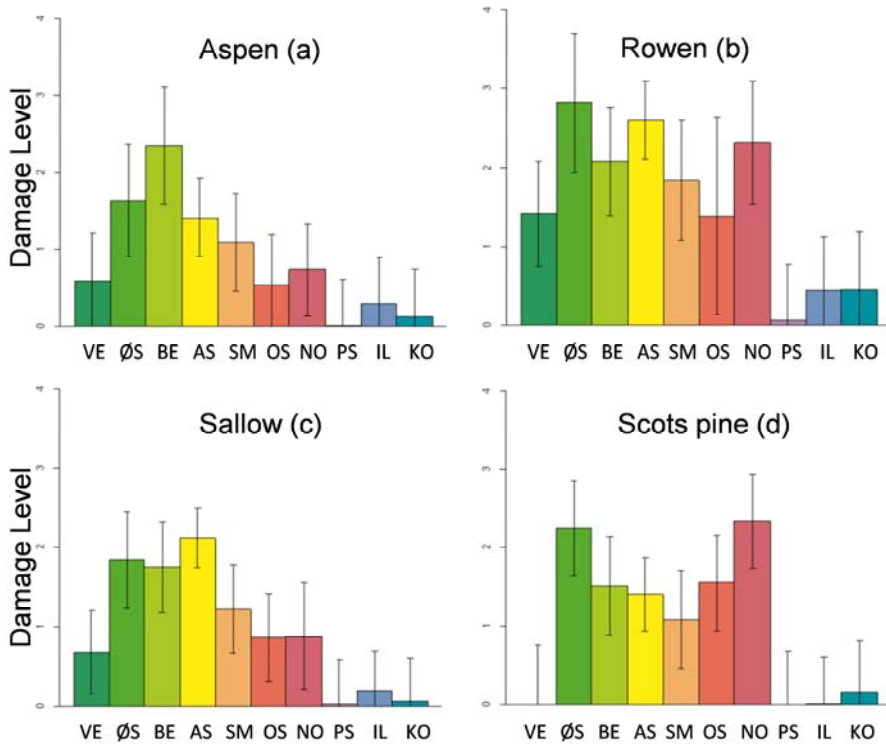 Aspen (a)
Damage Level
4
3
2
1
0
VE ØS BE AS SM OS NO PS IL KO
Rowen (b)
4
3
2
1
0
VE ØS BE AS SM OS NO PS IL KO
Sallow (c)
Damage Level
4
3
2
1
0
VE ØS BE AS SM OS NO PS IL KO
Scots pine (d)
4
3
2
1
0
VE ØS BE AS SM OS NO PS IL KO